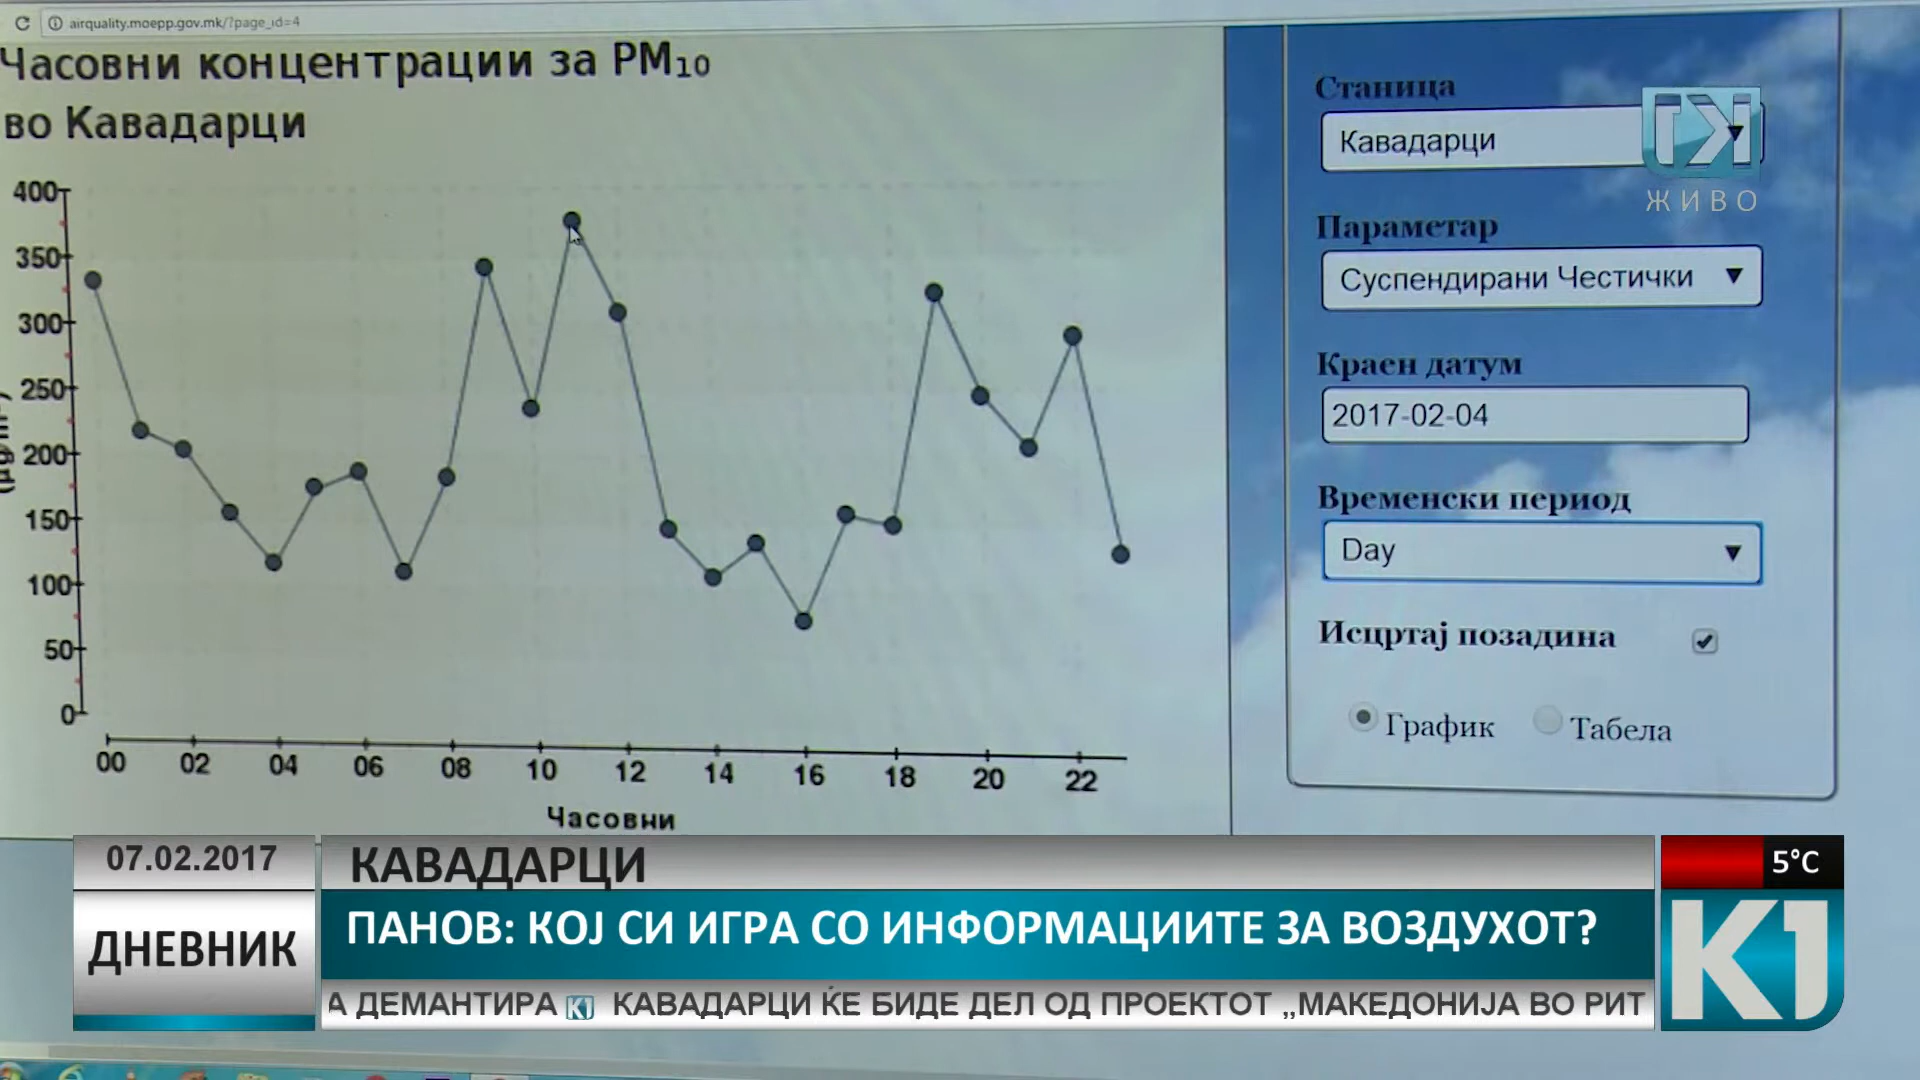 airquality.moepp.gov.mk/?page_id=4
Часовни концентрации за PM₁₀
во Кавадарци
400
350
300
250
200
150
100
50
0
00 02 04 06 08 10 12 14 16 18 20 22
Часовни
Станица
Кавадарци
ЖИВО
Параметар
Суспендирани Честички
Краен датум
2017-02-04
Временски период
Day
Исцртај позадина
График Табела
07.02.2017
ДНЕВНИК
КАВАДАРЦИ
ПАНОВ: КОЈ СИ ИГРА СО ИНФОРМАЦИИТЕ ЗА ВОЗДУХОТ?
А ДЕМАНТИРА К1 КАВАДАРЦИ ЌЕ БИДЕ ДЕЛ ОД ПРОЕКТОТ „МАКЕДОНИЈА ВО РИТ
5°C
К1